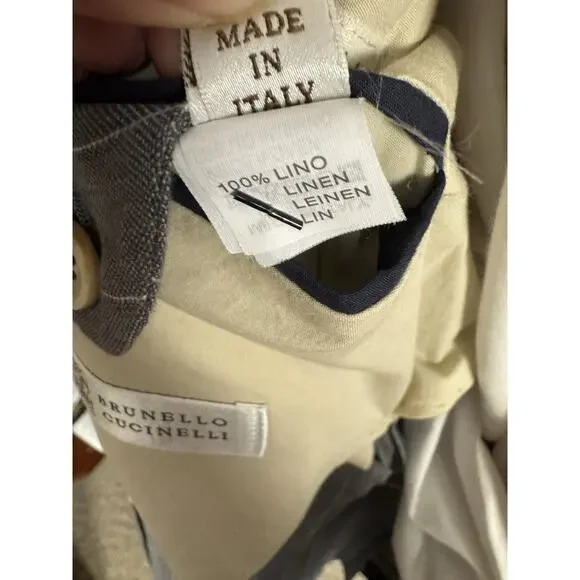 MADE
IN
ITALY
100% LINO
LINEN
LEINEN
LIN
BRUNELLO
CUCINELLI